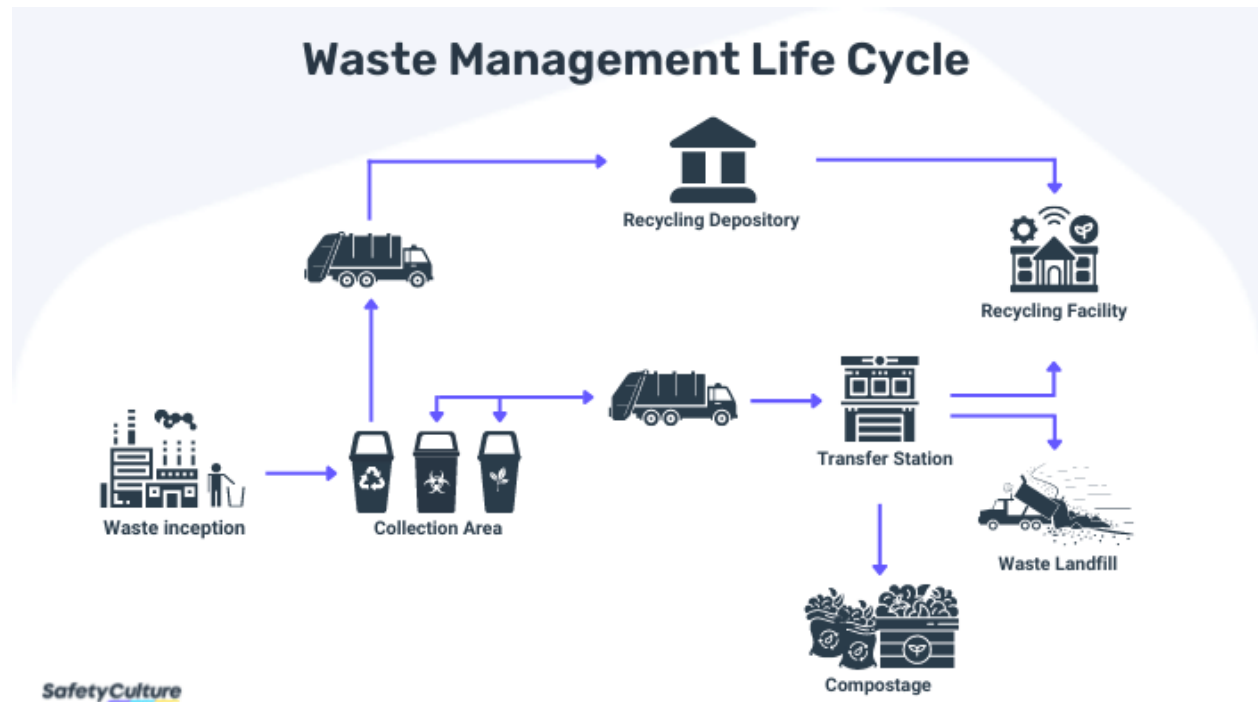 Waste Management Life Cycle
Recycling Depository
Recycling Facility
Transfer Station
Waste inception
Collection Area
Waste Landfill
Compostage
SafetyCulture